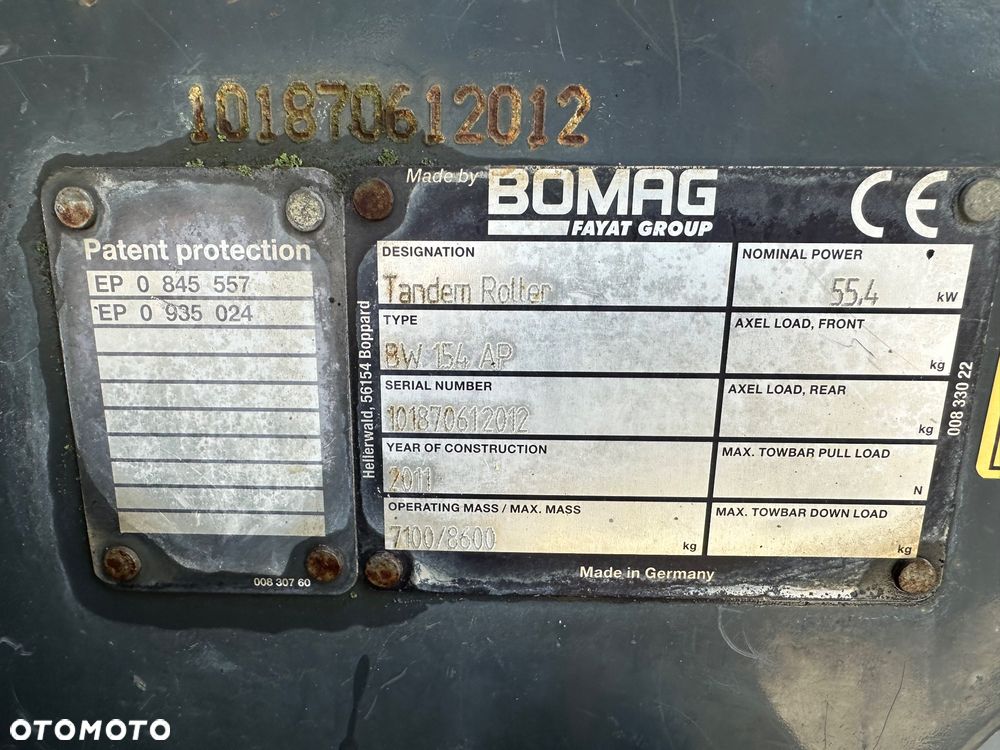 101870612012
Made by BOMAG
FAYAT GROUP
CE
Patent protection
EP 0 845 557
EP 0 935 024
008 307 60
Hellerwald, 56154 Boppard
DESIGNATION
Tandem Roller
NOMINAL POWER
55,4 kW
TYPE
BW 154 AP
AXEL LOAD, FRONT
kg
SERIAL NUMBER
101870612012
AXEL LOAD, REAR
kg
YEAR OF CONSTRUCTION
2011
MAX. TOWBAR PULL LOAD
N
OPERATING MASS / MAX. MASS
7100/8600 kg
MAX. TOWBAR DOWN LOAD
kg
008 330 22
Made in Germany
OTOMOTO